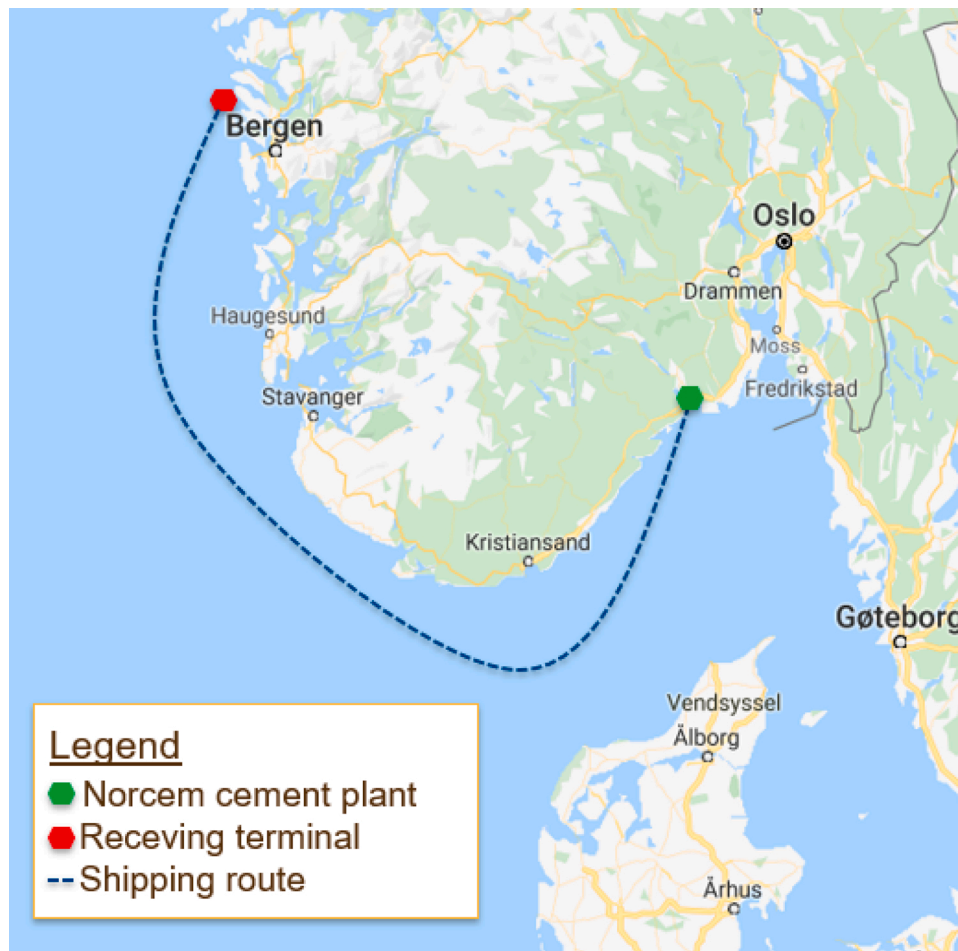 Bergen
Oslo
Drammen
Haugesund
Moss
Fredrikstad
Stavanger
Kristiansand
Gøteborg
Vendsyssel
Ålborg
Legend
Norcem cement plant
Receving terminal
Shipping route
Århus